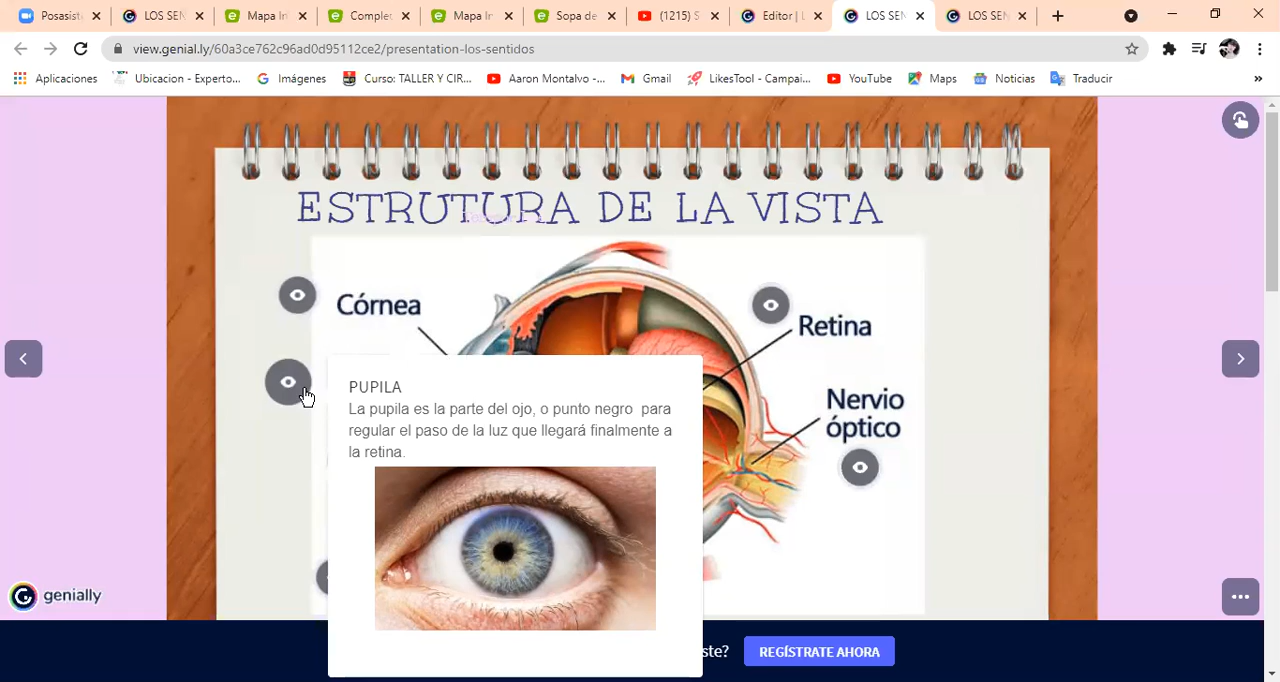 Posasist
LOS SEN
Mapa In
Complet
Mapa In
Sopa de
(1215) S
Editor | L
LOS SEN
LOS SEN
view.genial.ly/60a3ce762c96ad0d95112ce2/presentation-los-sentidos
Aplicaciones
Ubicacion - Experto...
Imágenes
Curso: TALLER Y CIR...
Aaron Montalvo -...
Gmail
LikesTool - Campai...
YouTube
Maps
Noticias
Traducir
»
ESTRUTURA DE LA VISTA
Córnea
Retina
Nervio
óptico
PUPILA
La pupila es la parte del ojo, o punto negro para
regular el paso de la luz que llegará finalmente a
la retina.
genially
ste?
REGÍSTRATE AHORA